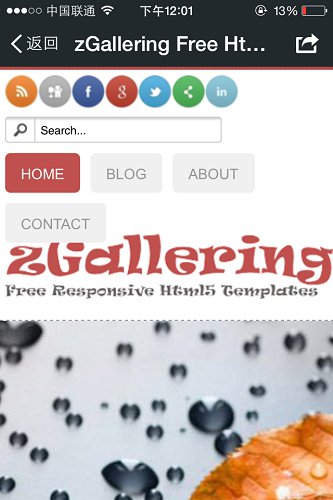 中国联通 下午12:01 13%
返回 zGallering Free Ht...
Search...
HOME BLOG ABOUT
CONTACT
zGallering
Free Responsive Html5 Templates